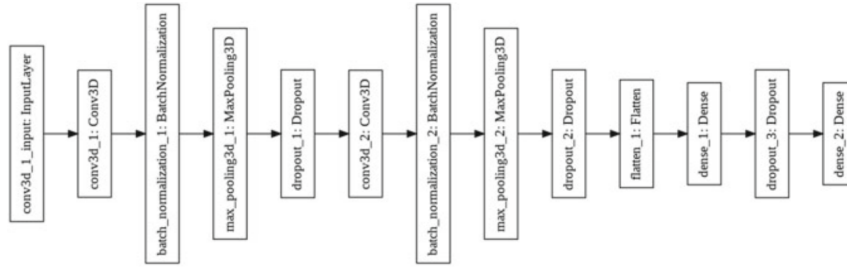 conv3d_1_input: InputLayer
conv3d_1: Conv3D
batch_normalization_1: BatchNormalization
max_pooling3d_1: MaxPooling3D
dropout_1: Dropout
conv3d_2: Conv3D
batch_normalization_2: BatchNormalization
max_pooling3d_2: MaxPooling3D
dropout_2: Dropout
flatten_1: Flatten
dense_1: Dense
dropout_3: Dropout
dense_2: Dense